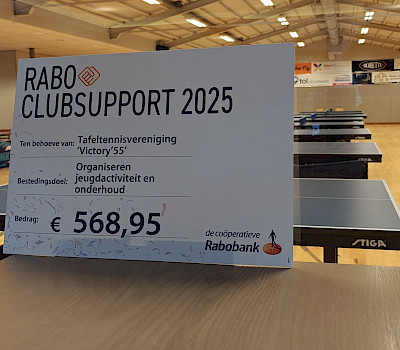 RABO
CLUBSUPPORT 2025
Ten behoeve van: Tafeltennisvereniging
'Victory'55'
Bestedingsdoel: Organiseren
jeugdactiviteit en
onderhoud
Bedrag: € 568,95
de coöperatieve
Rabobank
STIGA